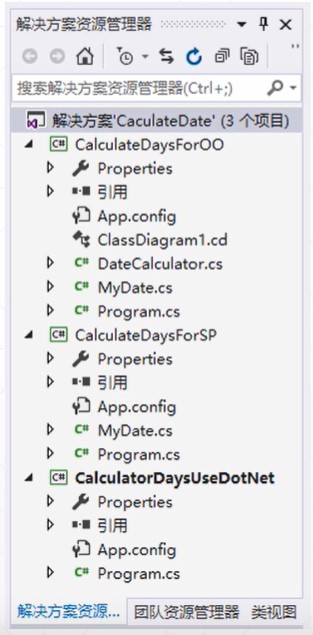 解决方案资源管理器
搜索解决方案资源管理器(Ctrl+;)
解决方案'CaculateDate' (3 个项目)
C# CalculateDaysForOO
Properties
引用
App.config
ClassDiagram1.cd
C# DateCalculator.cs
C# MyDate.cs
C# Program.cs
C# CalculateDaysForSP
Properties
引用
App.config
C# MyDate.cs
C# Program.cs
C# CalculatorDaysUseDotNet
Properties
引用
App.config
C# Program.cs
解决方案资源... 团队资源管理器 类视图